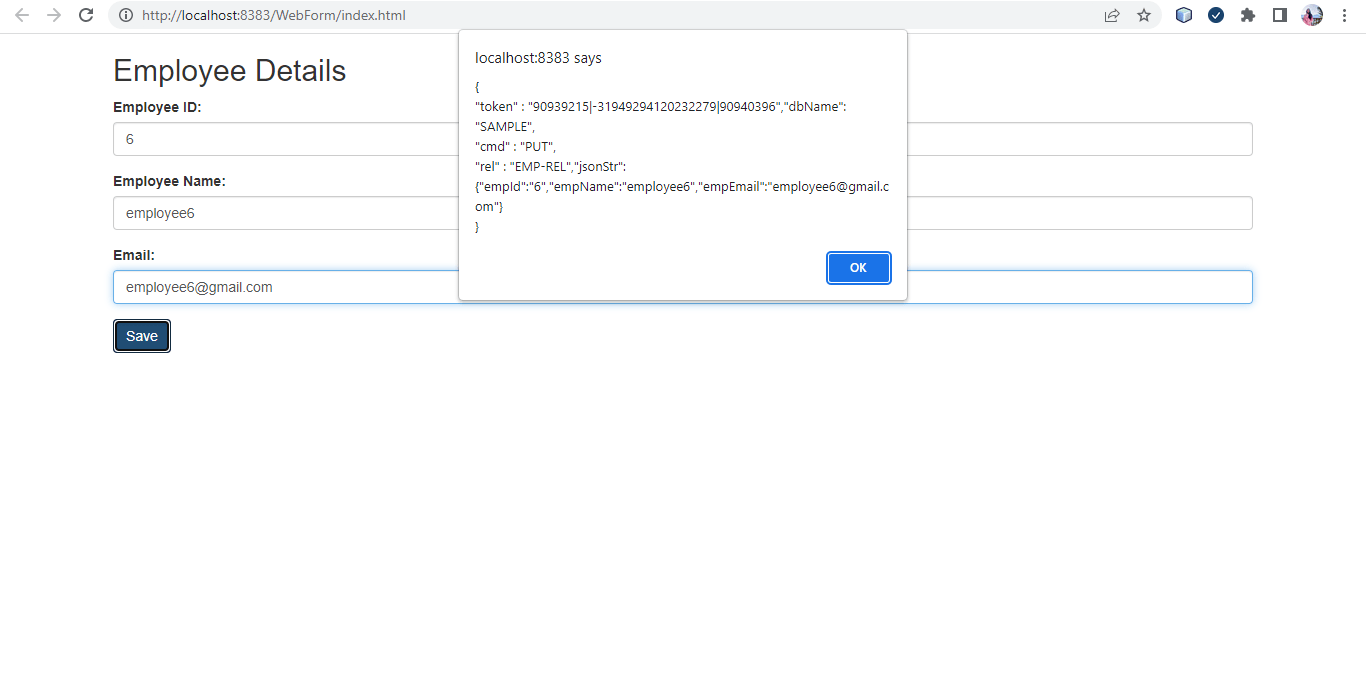 http://localhost:8383/WebForm/index.html
Employee Details
Employee ID:
6
Employee Name:
employee6
Email:
employee6@gmail.com
Save
localhost:8383 says
{
"token" : "90939215|-31949294120232279|90940396","dbName":
"SAMPLE",
"cmd" : "PUT",
"rel" : "EMP-REL","jsonStr":
{"empId":"6","empName":"employee6","empEmail":"employee6@gmail.c
om"}
}
OK